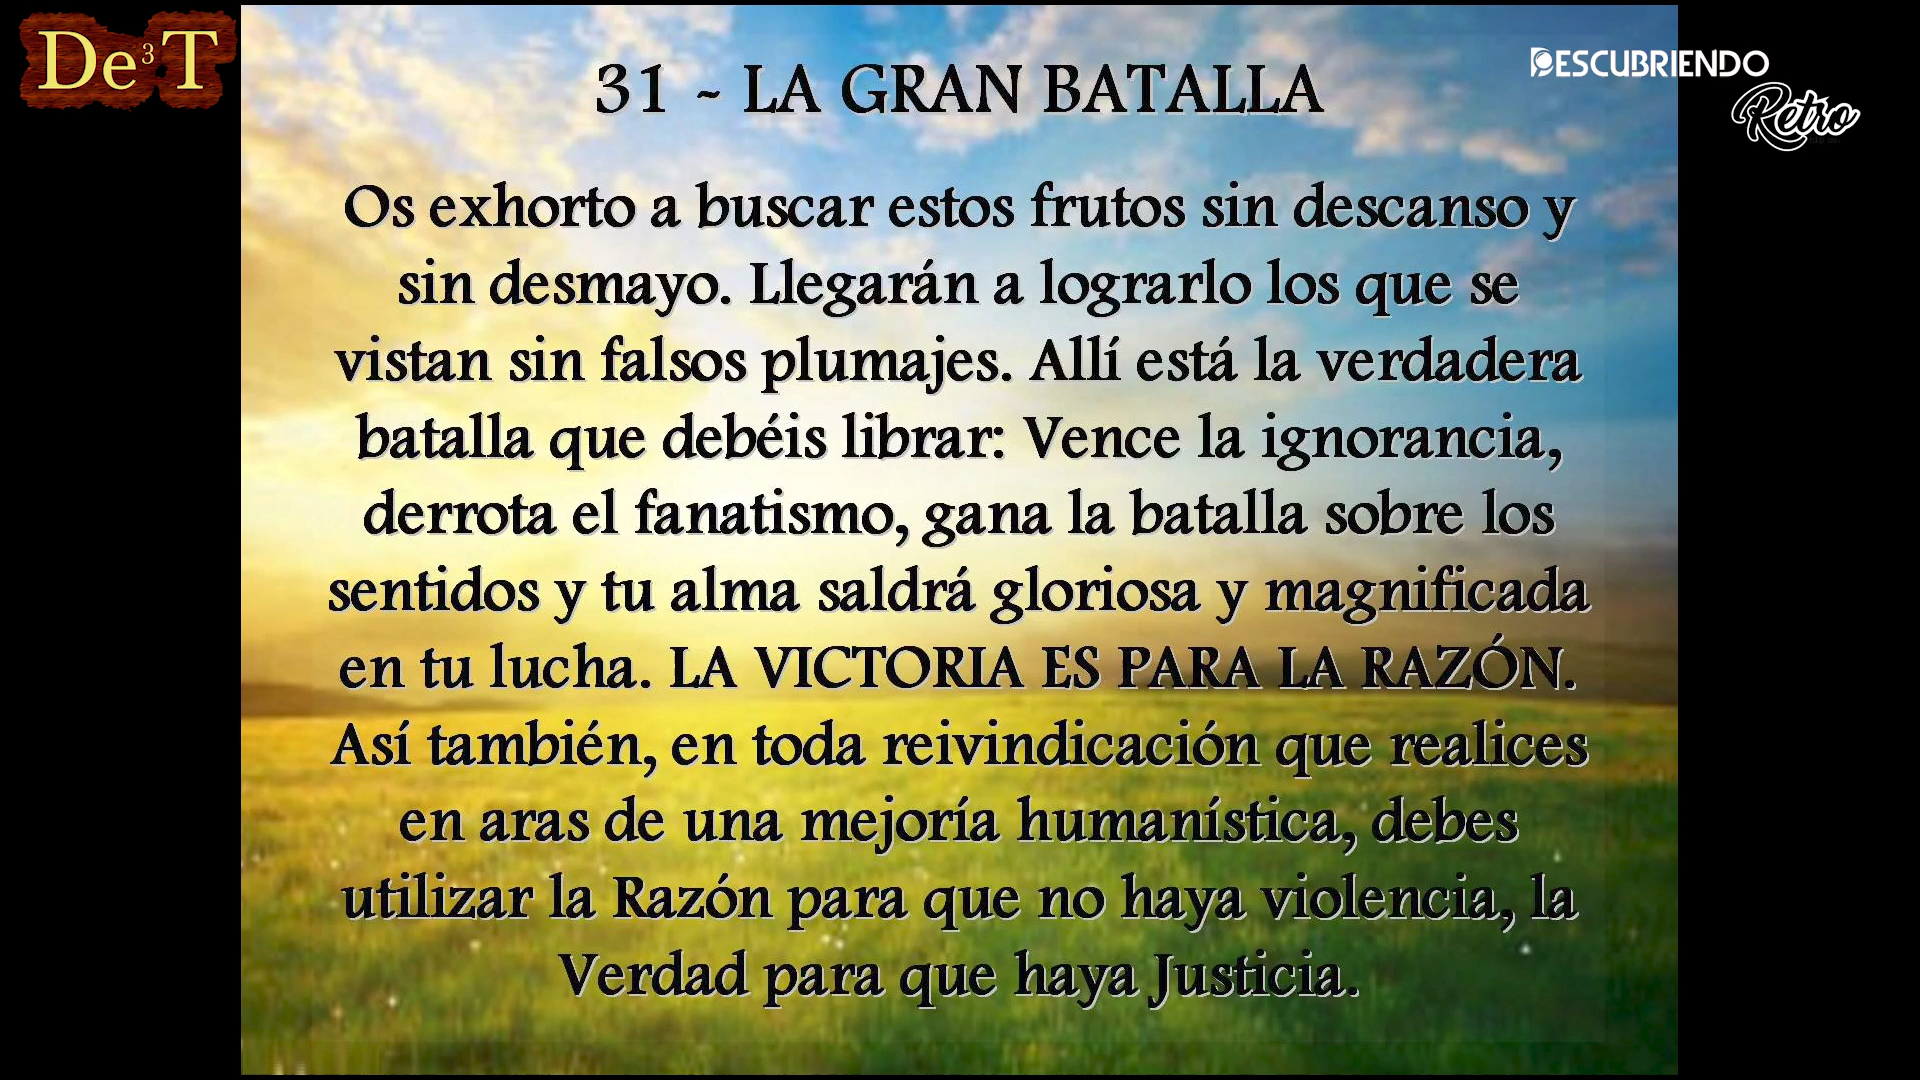 De³T
DESCUBRIENDO
Retro
31 - LA GRAN BATALLA
Os exhorto a buscar estos frutos sin descanso y
sin desmayo. Llegarán a lograrlo los que se
vistan sin falsos plumajes. Allí está la verdadera
batalla que debéis librar: Vence la ignorancia,
derrota el fanatismo, gana la batalla sobre los
sentidos y tu alma saldrá gloriosa y magnificada
en tu lucha. LA VICTORIA ES PARA LA RAZÓN.
Así también, en toda reivindicación que realices
en aras de una mejoría humanística, debes
utilizar la Razón para que no haya violencia, la
Verdad para que haya Justicia.